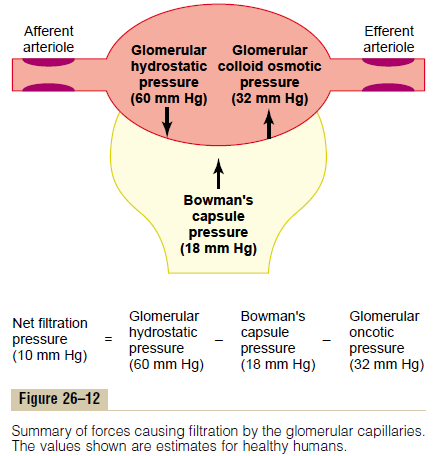 Afferent
arteriole
Efferent
arteriole
Glomerular
hydrostatic
pressure
(60 mm Hg)
Glomerular
colloid osmotic
pressure
(32 mm Hg)
Bowman's
capsule
pressure
(18 mm Hg)
Net filtration
pressure
(10 mm Hg)
=
Glomerular
hydrostatic
pressure
(60 mm Hg)
–
Bowman's
capsule
pressure
(18 mm Hg)
–
Glomerular
oncotic
pressure
(32 mm Hg)
Figure 26–12
Summary of forces causing filtration by the glomerular capillaries.
The values shown are estimates for healthy humans.